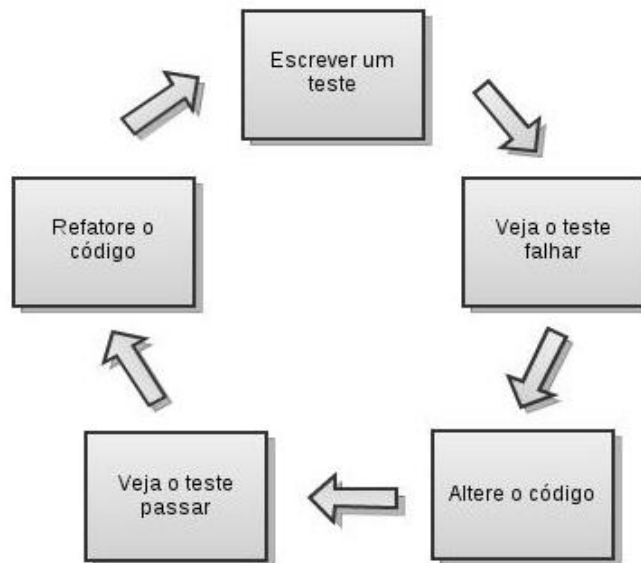 Escrever um
teste
Veja o teste
falhar
Altere o código
Veja o teste
passar
Refatore o
código